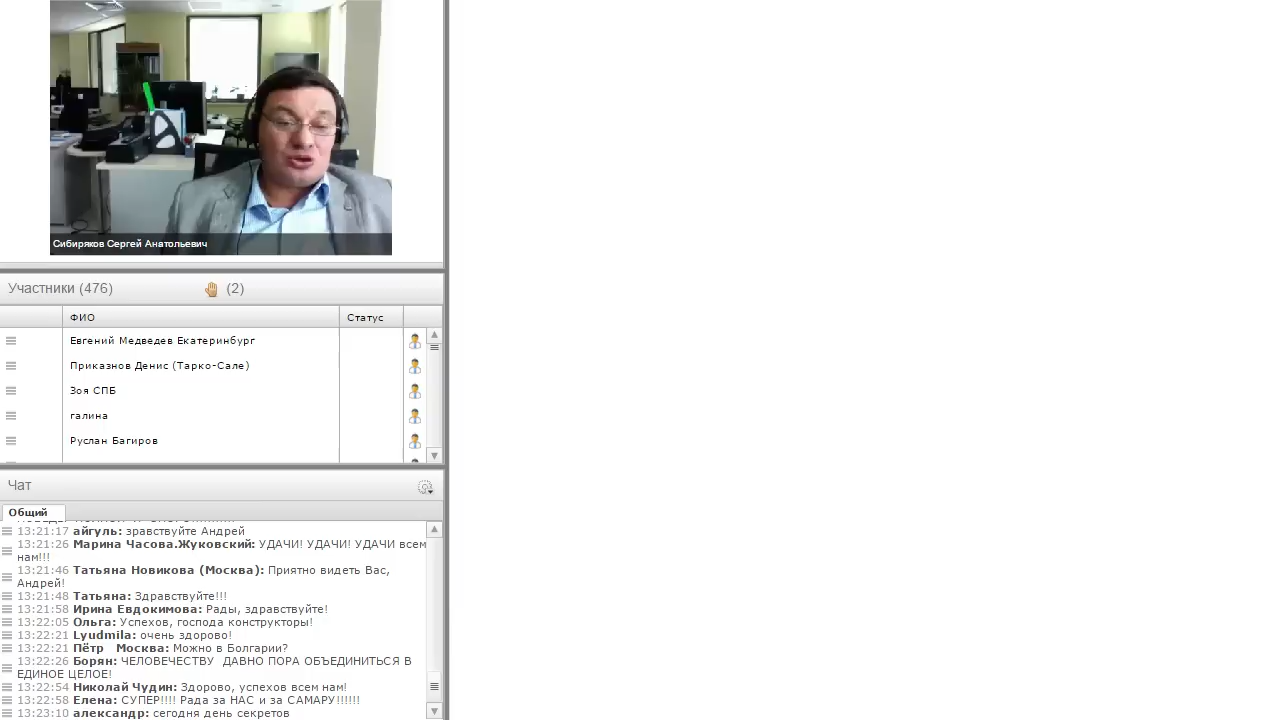 Сибиряков Сергей Анатольевич
Участники (476) (2)
ФИО Статус
Евгений Медведев Екатеринбург
Приказнов Денис (Тарко-Сале)
Зоя СПБ
галина
Руслан Багиров
Чат
Общий
13:21:17 айгуль: зравствуйте Андрей
13:21:26 Марина Часова.Жуковский: УДАЧИ! УДАЧИ! УДАЧИ всем
нам!!!
13:21:46 Татьяна Новикова (Москва): Приятно видеть Вас,
Андрей!
13:21:48 Татьяна: Здравствуйте!!!
13:21:58 Ирина Евдокимова: Рады, здравствуйте!
13:22:05 Ольга: Успехов, господа конструкторы!
13:22:21 Lyudmila: очень здорово!
13:22:21 Пётр Москва: Можно в Болгарии?
13:22:26 Борян: ЧЕЛОВЕЧЕСТВУ ДАВНО ПОРА ОБЪЕДИНИТЬСЯ В
ЕДИНОЕ ЦЕЛОЕ!
13:22:54 Николай Чудин: Здорово, успехов всем нам!
13:22:58 Елена: СУПЕР!!!! Рада за НАС и за САМАРУ!!!!!!
13:23:10 александр: сегодня день секретов